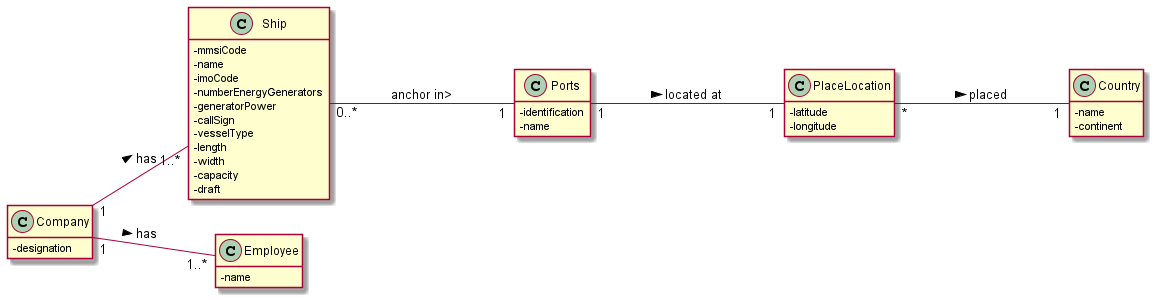 C Ship
-mmsiCode
-name
-imoCode
-numberEnergyGenerators
-generatorPower
-callSign
-vesselType
-length
-width
-capacity
-draft
0..*
anchor in>
1
C Ports
-identification
-name
1
located at
1
C PlaceLocation
-latitude
-longitude
*
placed
1
C Country
-name
-continent
has
1..*
1
C Company
-designation
1
has
1..*
C Employee
-name